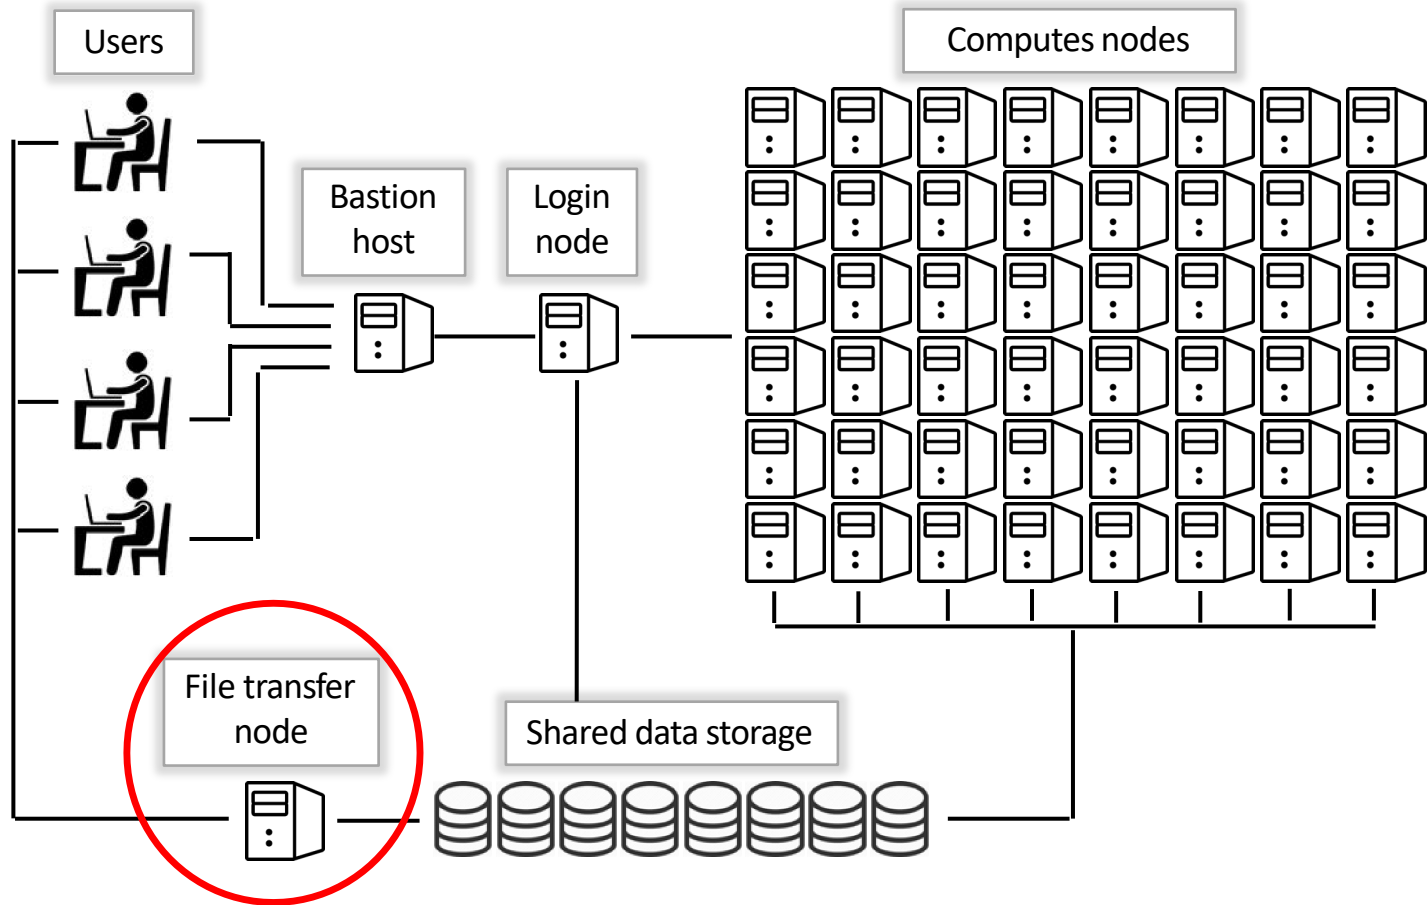 Users
Computes nodes
Bastion
host
Login
node
File transfer
node
Shared data storage